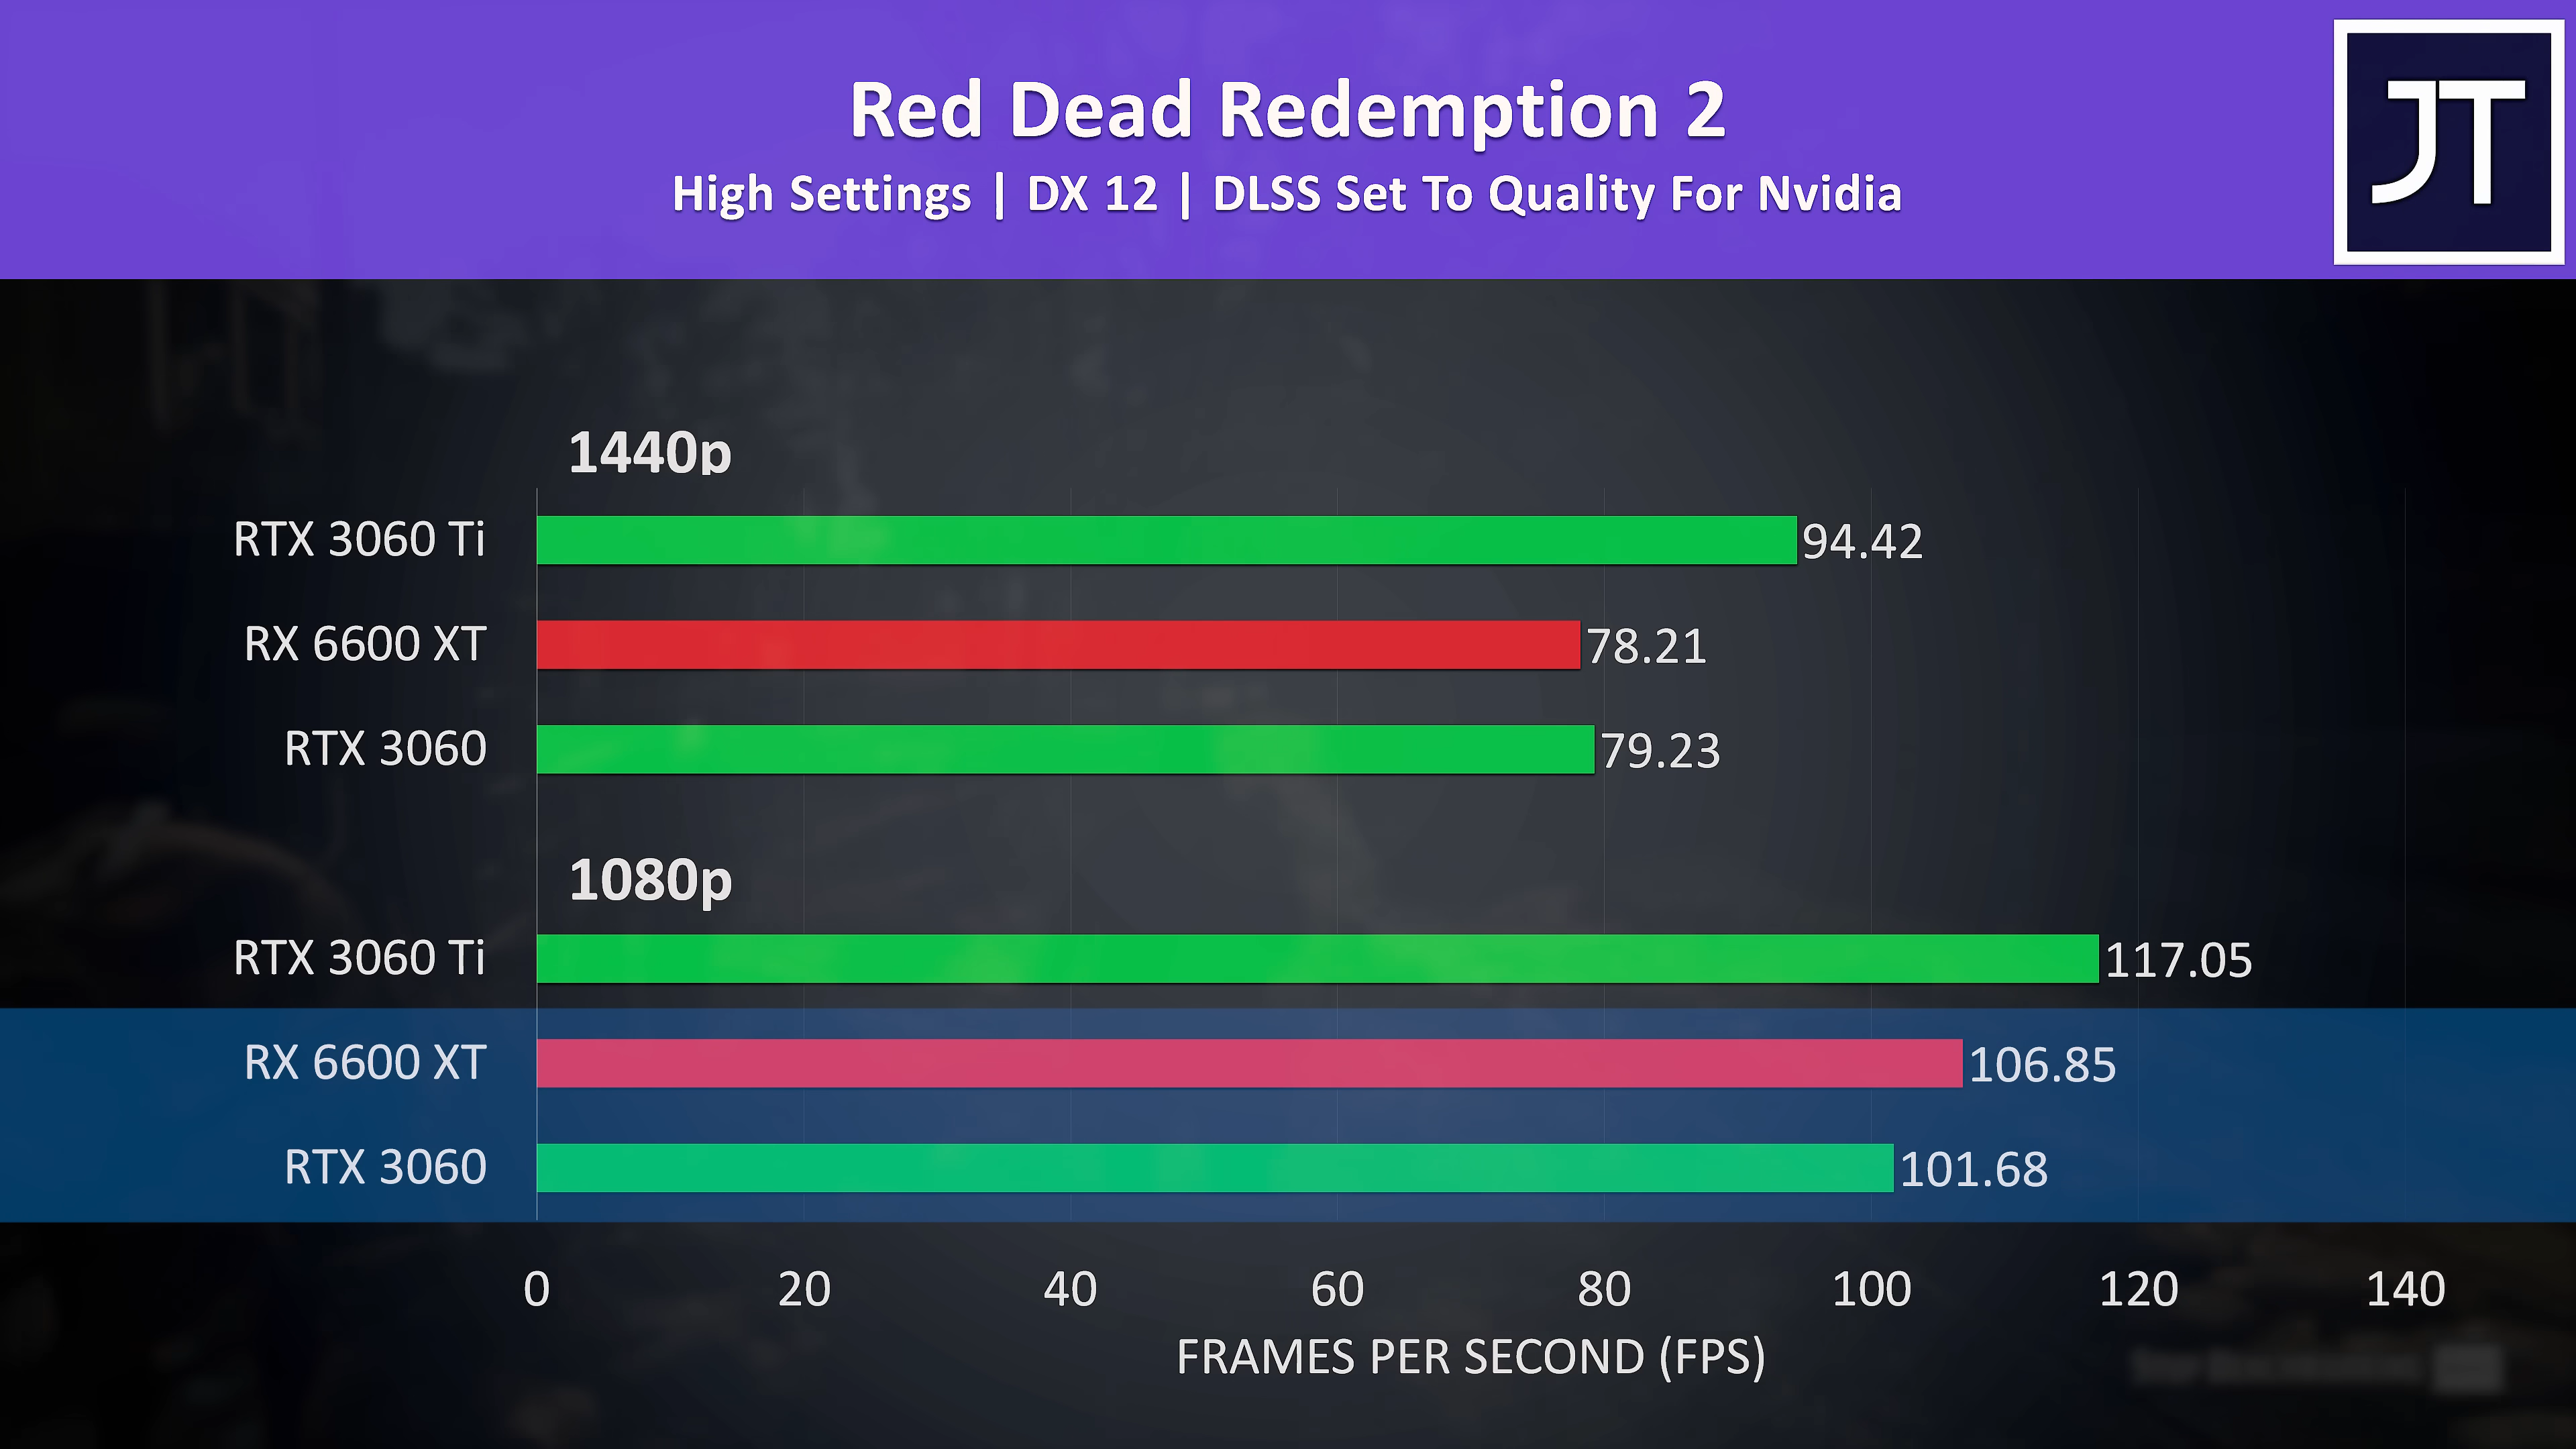 Red Dead Redemption 2
High Settings | DX 12 | DLSS Set To Quality For Nvidia
JT
1440p
RTX 3060 Ti 94.42
RX 6600 XT 78.21
RTX 3060 79.23
1080p
RTX 3060 Ti 117.05
RX 6600 XT 106.85
RTX 3060 101.68
0 20 40 60 80 100 120 140
FRAMES PER SECOND (FPS)